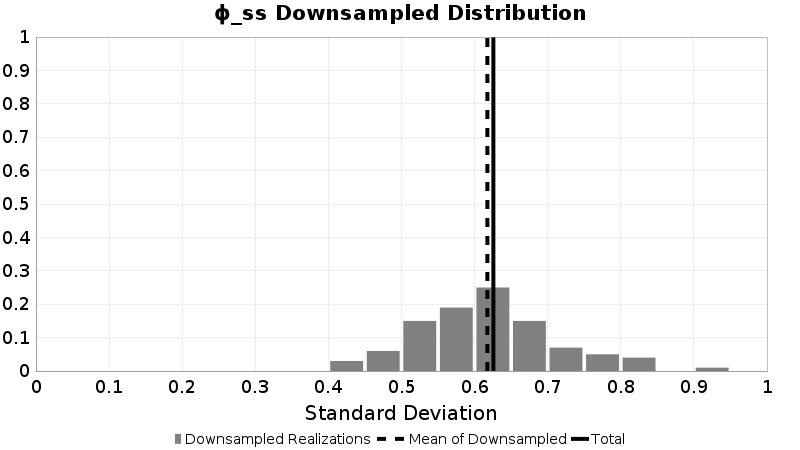 ϕ_ss Downsampled Distribution
1
0.9
0.8
0.7
0.6
0.5
0.4
0.3
0.2
0.1
0
0 0.1 0.2 0.3 0.4 0.5 0.6 0.7 0.8 0.9 1
Standard Deviation
Downsampled Realizations Mean of Downsampled Total